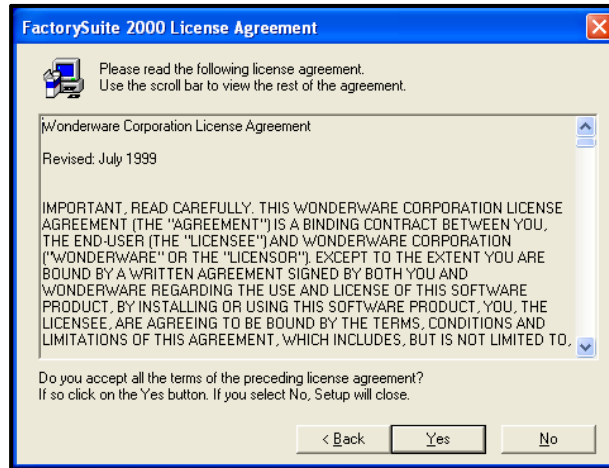 FactorySuite 2000 License Agreement
Please read the following license agreement.
Use the scroll bar to view the rest of the agreement.
Wonderware Corporation License Agreement
Revised: July 1999
IMPORTANT, READ CAREFULLY. THIS WONDERWARE CORPORATION LICENSE
AGREEMENT (THE "AGREEMENT") IS A BINDING CONTRACT BETWEEN YOU,
THE END-USER (THE "LICENSEE") AND WONDERWARE CORPORATION
("WONDERWARE" OR THE "LICENSOR"). EXCEPT TO THE EXTENT YOU ARE
BOUND BY A WRITTEN AGREEMENT SIGNED BY BOTH YOU AND
WONDERWARE REGARDING THE USE AND LICENSE OF THIS SOFTWARE
PRODUCT, BY INSTALLING OR USING THIS SOFTWARE PRODUCT, YOU, THE
LICENSEE, ARE AGREEING TO BE BOUND BY THE TERMS, CONDITIONS AND
LIMITATIONS OF THIS AGREEMENT, WHICH INCLUDES, BUT IS NOT LIMITED TO,
Do you accept all the terms of the preceding license agreement?
If so click on the Yes button. If you select No, Setup will close.
< Back
Yes
No